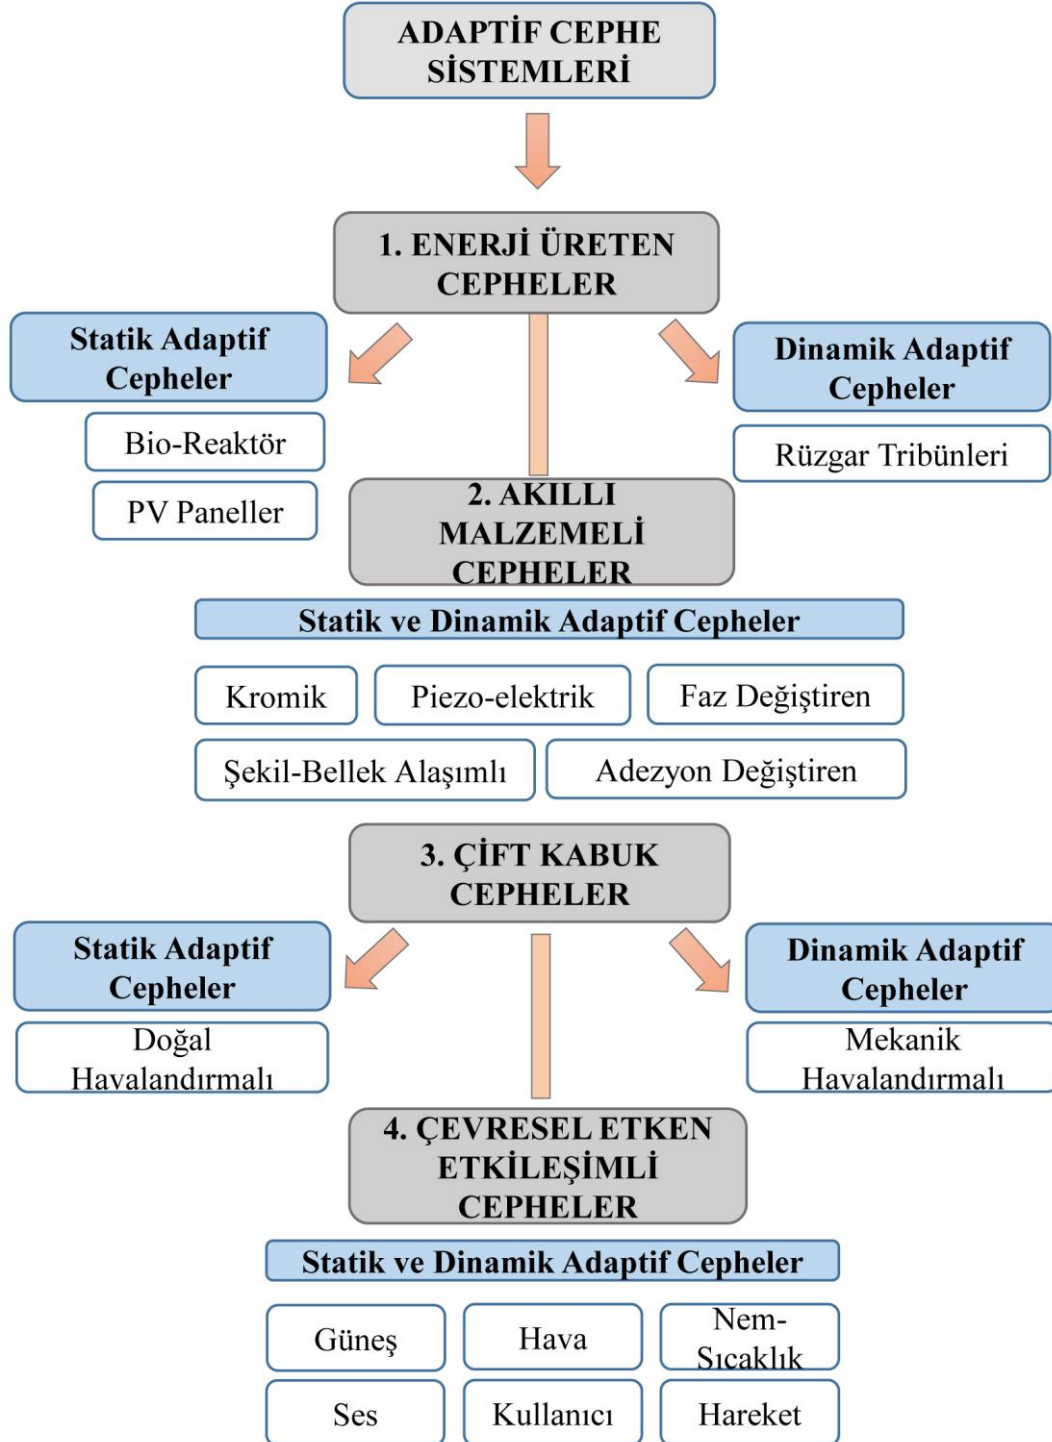 ADAPTİF CEPHE
SİSTEMLERİ
1. ENERJİ ÜRETEN
CEPHELER
Statik Adaptif
Cepheler
Bio-Reaktör
PV Paneller
Dinamik Adaptif
Cepheler
Rüzgar Tribünleri
2. AKILLI
MALZEMELİ
CEPHELER
Statik ve Dinamik Adaptif Cepheler
Kromik
Piezo-elektrik
Faz Değiştiren
Şekil-Bellek Alaşımlı
Adezyon Değiştiren
3. ÇİFT KABUK
CEPHELER
Statik Adaptif
Cepheler
Doğal
Havalandırmalı
Dinamik Adaptif
Cepheler
Mekanik
Havalandırmalı
4. ÇEVRESEL ETKEN
ETKİLEŞİMLİ
CEPHELER
Statik ve Dinamik Adaptif Cepheler
Güneş
Hava
Nem-
Sıcaklık
Ses
Kullanıcı
Hareket